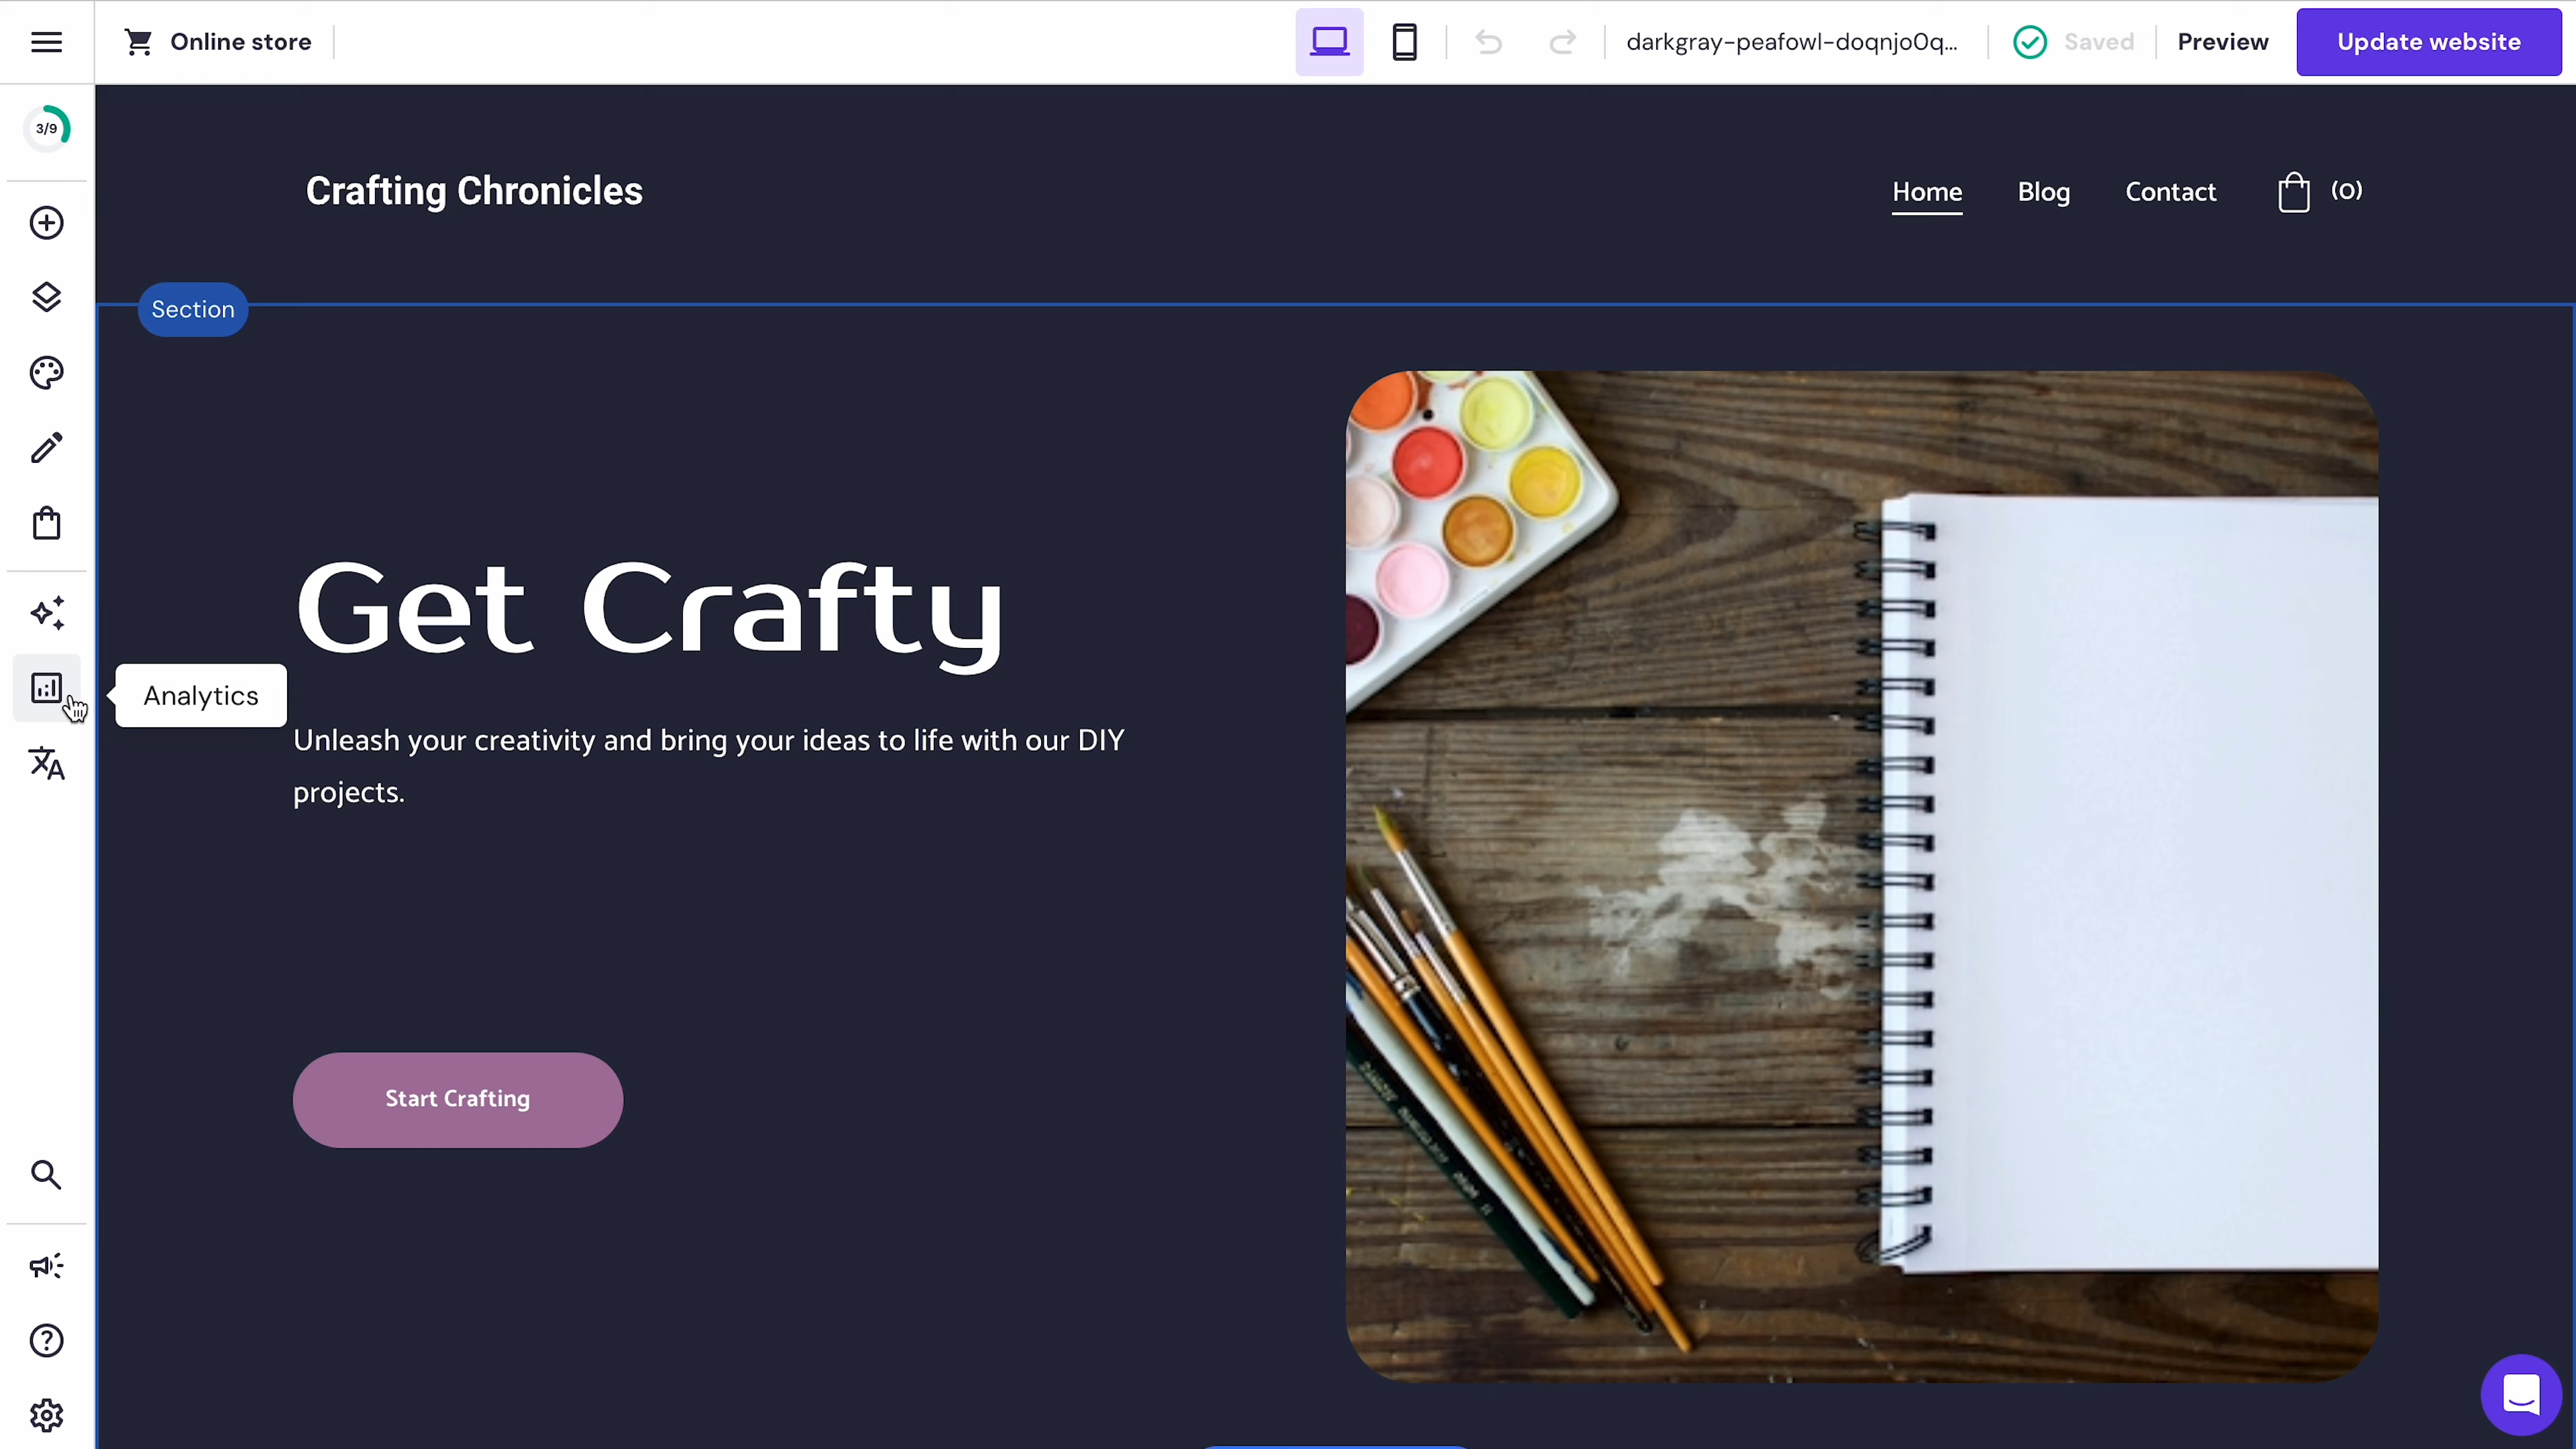 Online store
darkgray-peafowl-doqnjo0q...
Saved
Preview
Update website
3/9
Crafting Chronicles
Home
Blog
Contact
(0)
Section
Get Crafty
Analytics
Unleash your creativity and bring your ideas to life with our DIY
projects.
Start Crafting